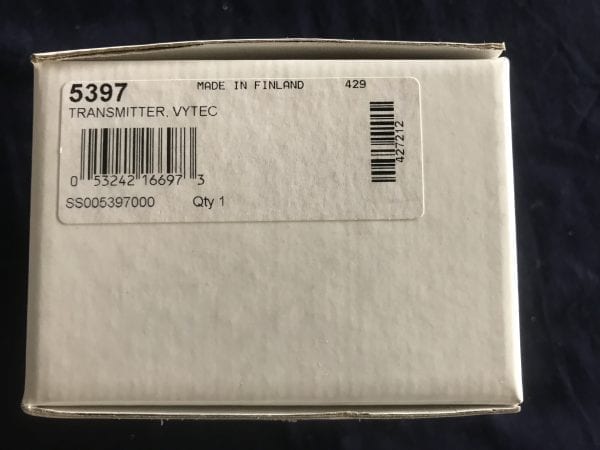 5397 MADE IN FINLAND 429
TRANSMITTER, VYTEC
0 53242 16697 3
427212
SS005397000 Qty 1